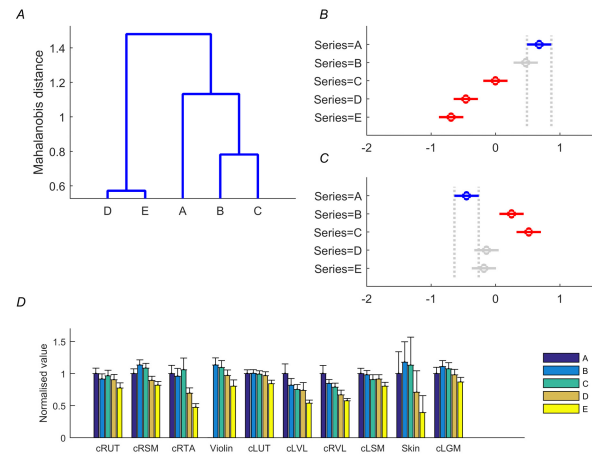 A
Mahalanobis distance
1.4
1.2
1
0.8
0.6
D E A B C
B
Series=A
Series=B
Series=C
Series=D
Series=E
-2 -1 0 1
C
Series=A
Series=B
Series=C
Series=D
Series=E
-2 -1 0 1
D
Normalised value
1.5
1
0.5
0
cRUT cRSM cRTA Violin cLUT cLVL cRVL cLSM Skin cLGM
A
B
C
D
E